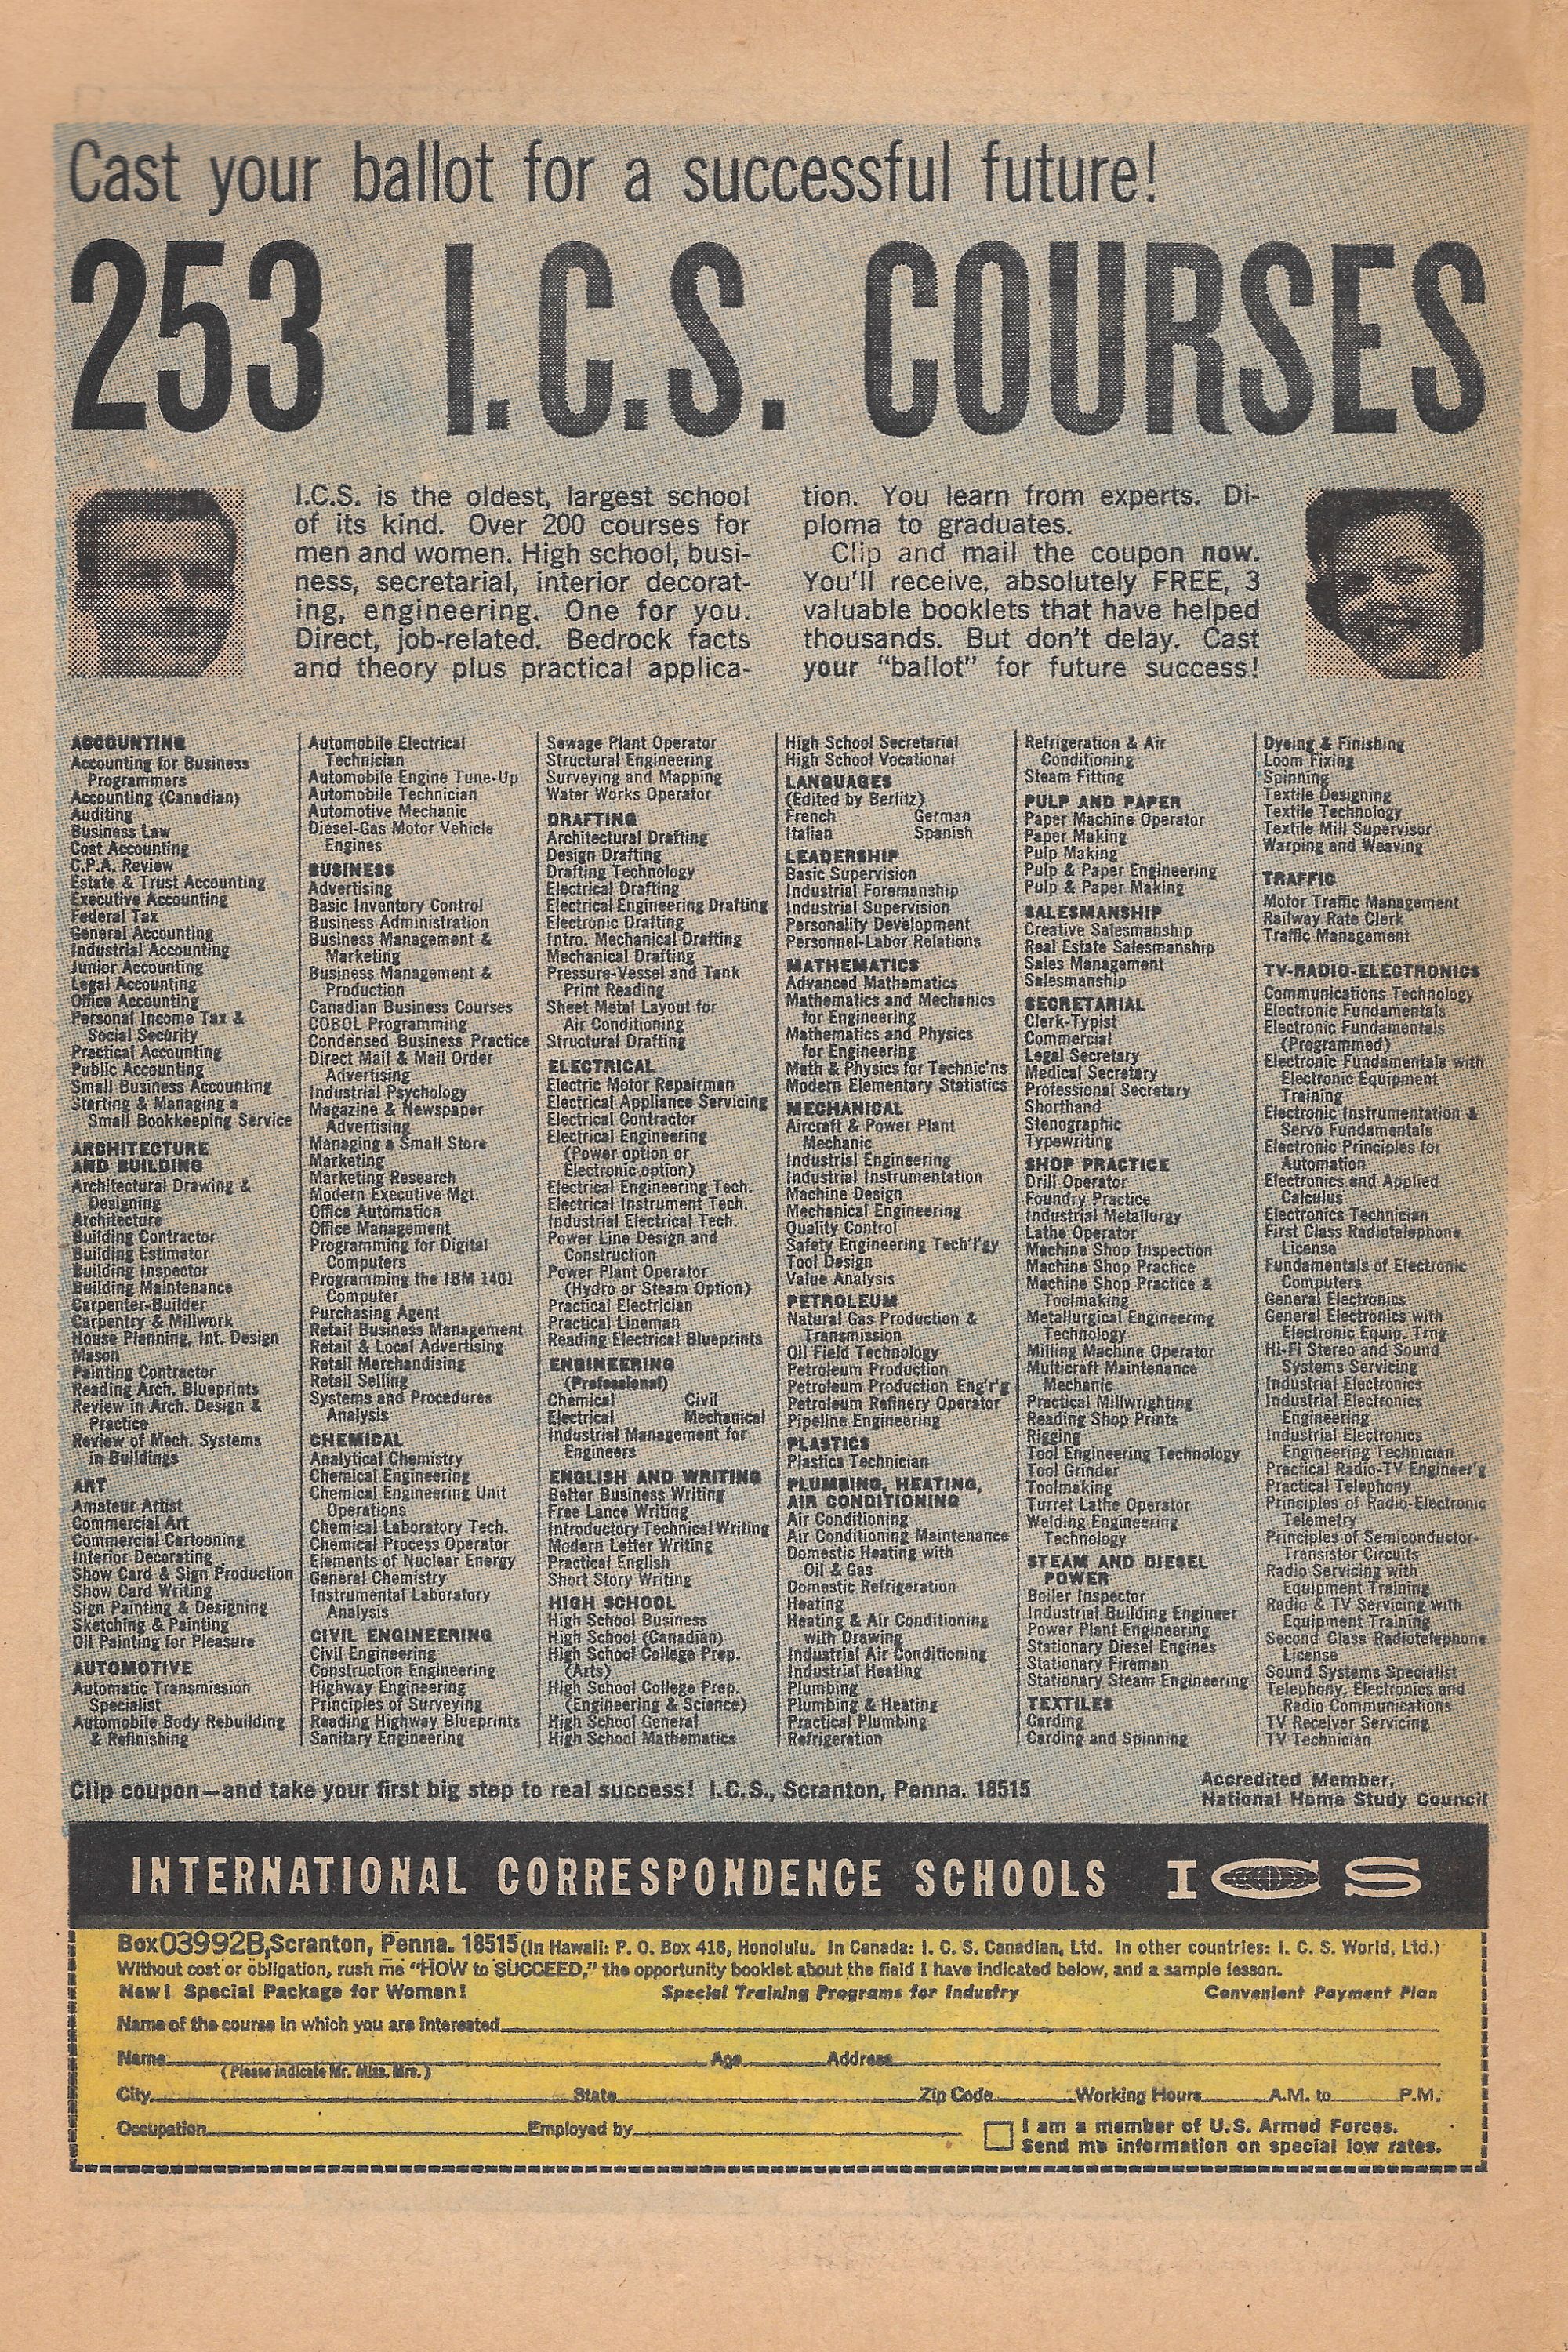 Cast your ballot for a successful future!
253 I.C.S. COURSES
I.C.S. is the oldest, largest school
of its kind. Over 200 courses for
men and women. High school, busi-
ness, secretarial, interior decorat-
ing, engineering. One for you.
Direct, job-related. Bedrock facts
and theory plus practical applica-
tion. You learn from experts. Di-
ploma to graduates.
Clip and mail the coupon now.
You'll receive, absolutely FREE, 3
valuable booklets that have helped
thousands. But don't delay. Cast
your "ballot" for future success!
ACCOUNTING
Accounting for Business
Programmers
Accounting (Canadian)
Auditing
Business Law
Cost Accounting
C.P.A. Review
Estate & Trust Accounting
Executive Accounting
Federal Tax
General Accounting
Industrial Accounting
Junior Accounting
Legal Accounting
Office Accounting
Personal Income Tax &
Social Security
Practical Accounting
Public Accounting
Small Business Accounting
Starting & Managing a
Small Bookkeeping Service
ARCHITECTURE
AND BUILDING
Architectural Drawing &
Designing
Architecture
Building Contractor
Building Estimator
Building Inspector
Building Maintenance
Carpenter-Builder
Carpentry & Millwork
House Planning, Int. Design
Mason
Painting Contractor
Reading Arch. Blueprints
Review in Arch. Design &
Practice
Review of Mech. Systems
in Buildings
ART
Amateur Artist
Commercial Art
Commercial Cartooning
Interior Decorating
Show Card & Sign Production
Show Card Writing
Sign Painting & Designing
Sketching & Painting
Oil Painting for Pleasure
AUTOMOTIVE
Automatic Transmission
Specialist
Automobile Body Rebuilding
& Refinishing
Automobile Electrical
Technician
Automobile Engine Tune-Up
Automobile Technician
Automotive Mechanic
Diesel-Gas Motor Vehicle
Engines
BUSINESS
Advertising
Basic Inventory Control
Business Administration
Business Management &
Marketing
Business Management &
Production
Canadian Business Courses
COBOL Programming
Condensed Business Practice
Direct Mail & Mail Order
Advertising
Industrial Psychology
Magazine & Newspaper
Advertising
Managing a Small Store
Marketing
Marketing Research
Modern Executive Mgt.
Office Automation
Office Management
Programming for Digital
Computers
Programming the IBM 1401
Computer
Purchasing Agent
Retail Business Management
Retail & Local Advertising
Retail Merchandising
Retail Selling
Systems and Procedures
Analysis
CHEMICAL
Analytical Chemistry
Chemical Engineering
Chemical Engineering Unit
Operations
Chemical Laboratory Tech.
Chemical Process Operator
Elements of Nuclear Energy
General Chemistry
Instrumental Laboratory
Analysis
CIVIL ENGINEERING
Civil Engineering
Construction Engineering
Highway Engineering
Principles of Surveying
Reading Highway Blueprints
Sanitary Engineering
Sewage Plant Operator
Structural Engineering
Surveying and Mapping
Water Works Operator
DRAFTING
Architectural Drafting
Design Drafting
Drafting Technology
Electrical Drafting
Electrical Engineering Drafting
Electronic Drafting
Intro. Mechanical Drafting
Mechanical Drafting
Pressure-Vessel and Tank
Print Reading
Sheet Metal Layout for
Air Conditioning
Structural Drafting
ELECTRICAL
Electric Motor Repairman
Electrical Appliance Servicing
Electrical Contractor
Electrical Engineering
(Power option or
Electronic option)
Electrical Engineering Tech.
Electrical Instrument Tech.
Industrial Electrical Tech.
Power Line Design and
Construction
Power Plant Operator
(Hydro or Steam Option)
Practical Electrician
Practical Lineman
Reading Electrical Blueprints
ENGINEERING
(Professional)
Chemical Civil
Electrical Mechanical
Industrial Management for
Engineers
ENGLISH AND WRITING
Better Business Writing
Free Lance Writing
Introductory Technical Writing
Modern Letter Writing
Practical English
Short Story Writing
HIGH SCHOOL
High School Business
High School (Canadian)
High School College Prep.
(Arts)
High School College Prep.
(Engineering & Science)
High School General
High School Mathematics
High School Secretarial
High School Vocational
LANGUAGES
(Edited by Berlitz)
French German
Italian Spanish
LEADERSHIP
Basic Supervision
Industrial Foremanship
Industrial Supervision
Personality Development
Personnel-Labor Relations
MATHEMATICS
Advanced Mathematics
Mathematics and Mechanics
for Engineering
Mathematics and Physics
for Engineering
Math & Physics for Technic'ns
Modern Elementary Statistics
MECHANICAL
Aircraft & Power Plant
Mechanic
Industrial Engineering
Industrial Instrumentation
Machine Design
Mechanical Engineering
Quality Control
Safety Engineering Tech'l'gy
Tool Design
Value Analysis
PETROLEUM
Natural Gas Production &
Transmission
Oil Field Technology
Petroleum Production
Petroleum Production Eng'r'g
Petroleum Refinery Operator
Pipeline Engineering
PLASTICS
Plastics Technician
PLUMBING, HEATING,
AIR CONDITIONING
Air Conditioning
Air Conditioning Maintenance
Domestic Heating with
Oil & Gas
Domestic Refrigeration
Heating
Heating & Air Conditioning
with Drawing
Industrial Air Conditioning
Industrial Heating
Plumbing
Plumbing & Heating
Practical Plumbing
Refrigeration
Refrigeration & Air
Conditioning
Steam Fitting
PULP AND PAPER
Paper Machine Operator
Paper Making
Pulp Making
Pulp & Paper Engineering
Pulp & Paper Making
SALESMANSHIP
Creative Salesmanship
Real Estate Salesmanship
Sales Management
Salesmanship
SECRETARIAL
Clerk-Typist
Commercial
Legal Secretary
Medical Secretary
Professional Secretary
Shorthand
Stenographic
Typewriting
SHOP PRACTICE
Drill Operator
Foundry Practice
Industrial Metallurgy
Lathe Operator
Machine Shop Inspection
Machine Shop Practice
Machine Shop Practice &
Toolmaking
Metallurgical Engineering
Technology
Milling Machine Operator
Multicraft Maintenance
Mechanic
Practical Millwrighting
Reading Shop Prints
Rigging
Tool Engineering Technology
Tool Grinder
Toolmaking
Turret Lathe Operator
Welding Engineering
Technology
STEAM AND DIESEL
POWER
Boiler Inspector
Industrial Building Engineer
Power Plant Engineering
Stationary Diesel Engines
Stationary Fireman
Stationary Steam Engineering
TEXTILES
Carding
Carding and Spinning
Dyeing & Finishing
Loom Fixing
Spinning
Textile Designing
Textile Technology
Textile Mill Supervisor
Warping and Weaving
TRAFFIC
Motor Traffic Management
Railway Rate Clerk
Traffic Management
TV-RADIO-ELECTRONICS
Communications Technology
Electronic Fundamentals
Electronic Fundamentals
(Programmed)
Electronic Fundamentals with
Electronic Equipment
Training
Electronic Instrumentation &
Servo Fundamentals
Electronic Principles for
Automation
Electronics and Applied
Calculus
Electronics Technician
First Class Radiotelephone
License
Fundamentals of Electronic
Computers
General Electronics
General Electronics with
Electronic Equip. Trng
Hi-Fi Stereo and Sound
Systems Servicing
Industrial Electronics
Industrial Electronics
Engineering
Industrial Electronics
Engineering Technician
Practical Radio-TV Engineer'g
Practical Telephony
Principles of Radio-Electronic
Telemetry
Principles of Semiconductor-
Transistor Circuits
Radio Servicing with
Equipment Training
Radio & TV Servicing with
Equipment Training
Second Class Radiotelephone
License
Sound Systems Specialist
Telephony, Electronics and
Radio Communications
TV Receiver Servicing
TV Technician
Clip coupon—and take your first big step to real success! I.C.S., Scranton, Penna. 18515
Accredited Member,
National Home Study Council
INTERNATIONAL CORRESPONDENCE SCHOOLS ICS
Box 03992B, Scranton, Penna. 18515 (In Hawaii: P. O. Box 418, Honolulu. In Canada: I. C. S. Canadian, Ltd. In other countries: I. C. S. World, Ltd.)
Without cost or obligation, rush me "HOW to SUCCEED," the opportunity booklet about the field I have indicated below, and a sample lesson.
New! Special Package for Women! Special Training Programs for Industry Convenient Payment Plan
Name of the course in which you are interested
Name Age Address
(Please indicate Mr. Miss. Mrs.)
City State Zip Code Working Hours A.M. to P.M.
Occupation Employed by
I am a member of U.S. Armed Forces.
Send me information on special low rates.